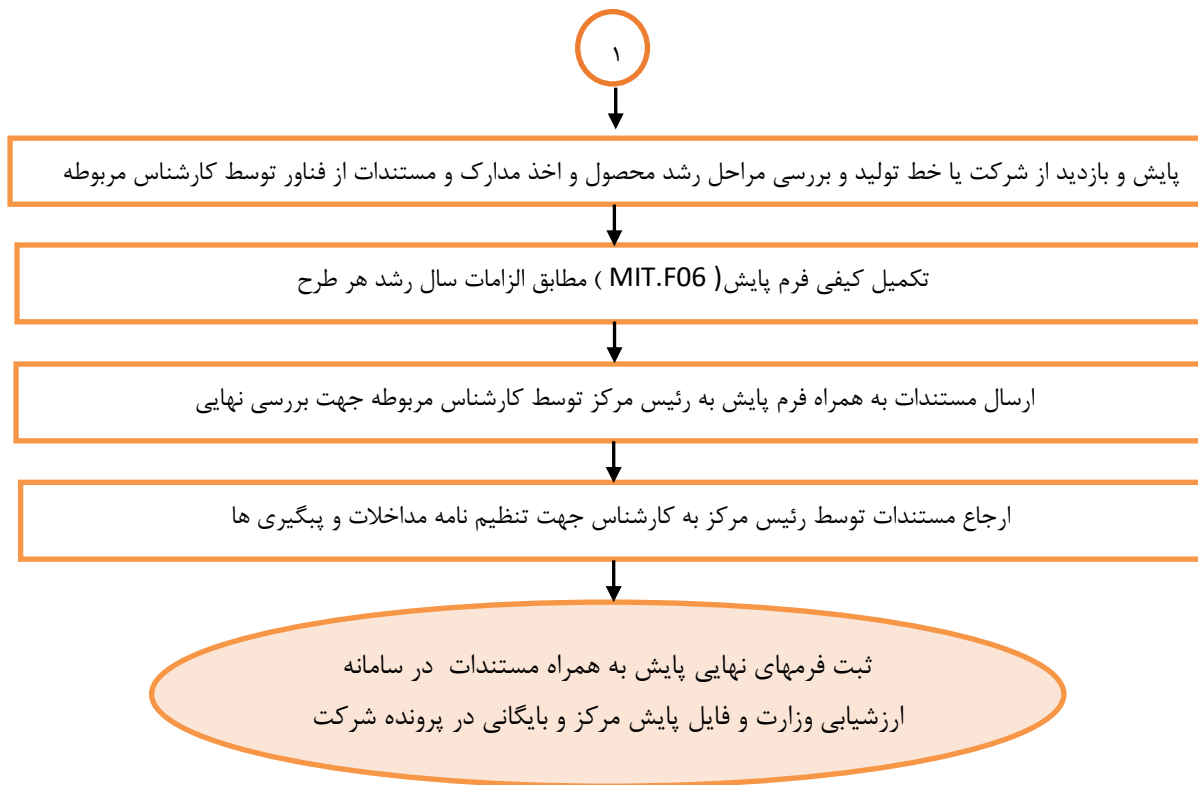 ۱
پایش و بازدید از شرکت یا خط تولید و بررسی مراحل رشد محصول و اخذ مدارک و مستندات از فناور توسط کارشناس مربوطه
تکمیل کیفی فرم پایش( MIT.F06 ) مطابق الزامات سال رشد هر طرح
ارسال مستندات به همراه فرم پایش به رئیس مرکز توسط کارشناس مربوطه جهت بررسی نهایی
ارجاع مستندات توسط رئیس مرکز به کارشناس جهت تنظیم نامه مداخلات و پبگیری ها
ثبت فرمهای نهایی پایش به همراه مستندات در سامانه
ارزشیابی وزارت و فایل پایش مرکز و بایگانی در پرونده شرکت